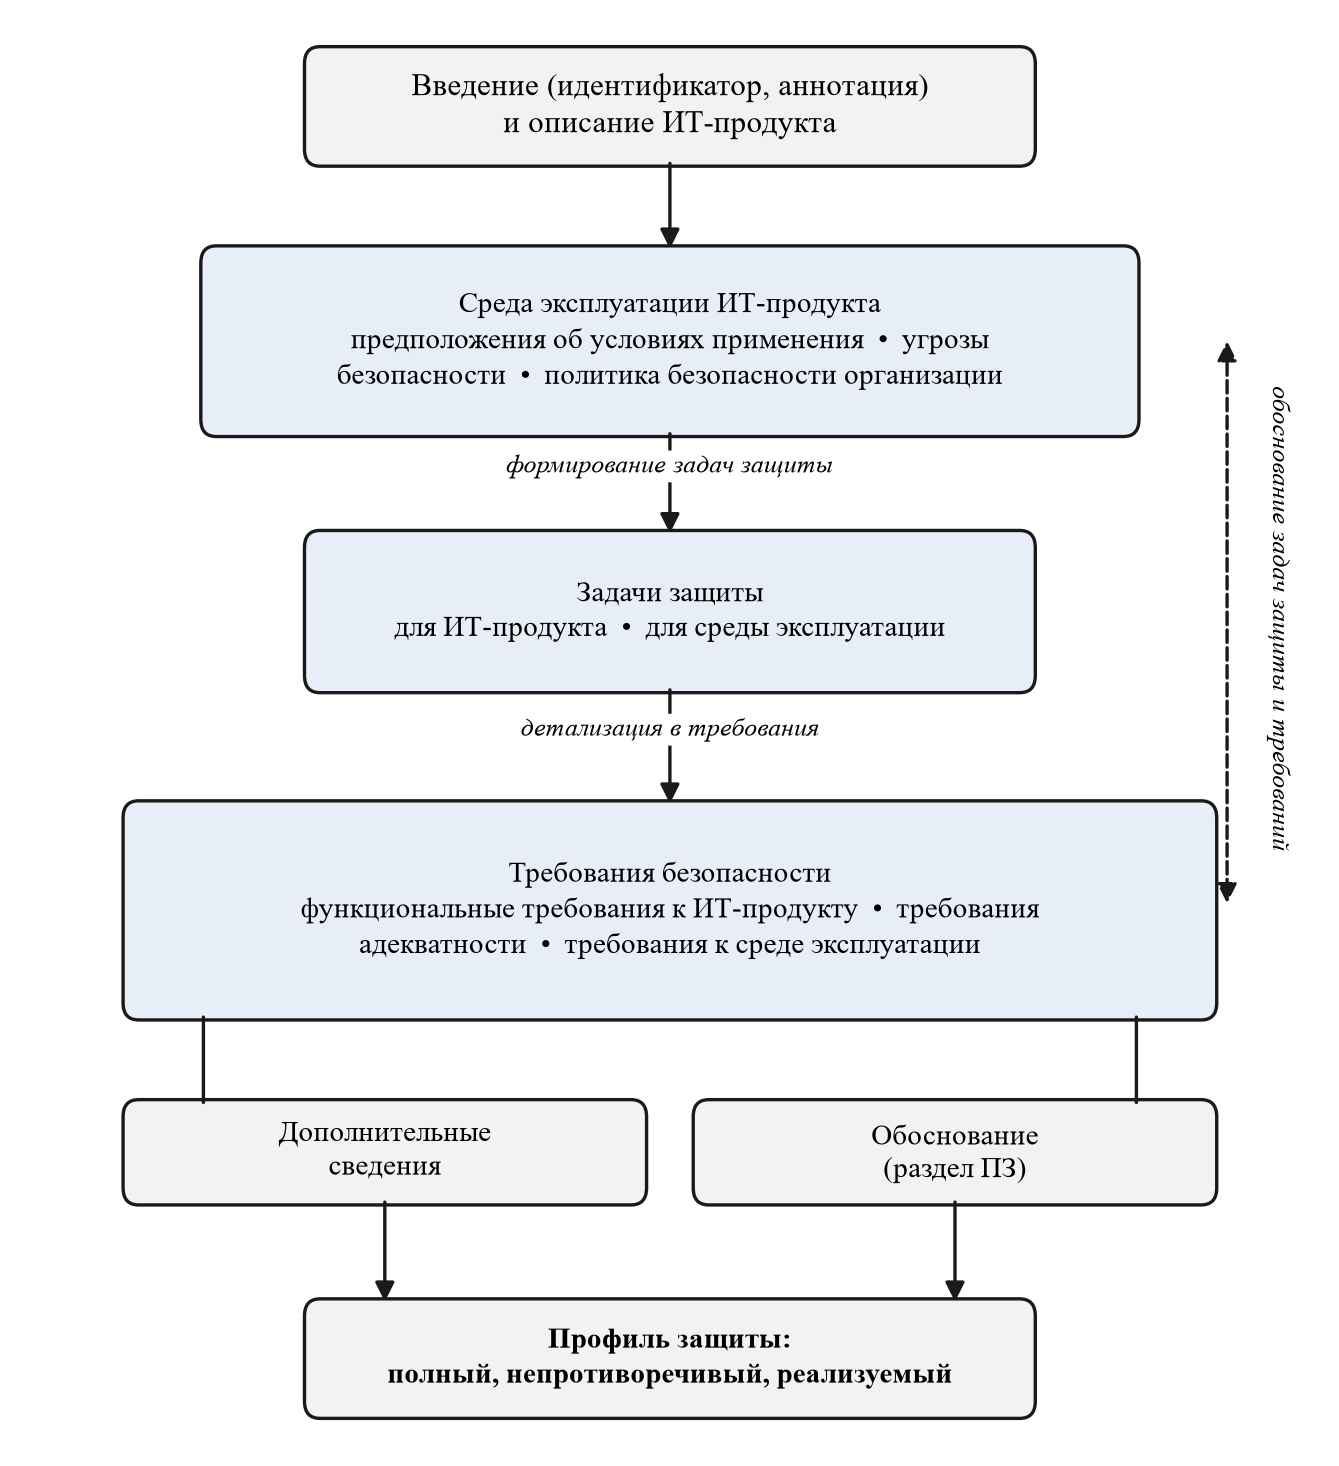 Введение (идентификатор, аннотация)
и описание ИТ-продукта
Среда эксплуатации ИТ-продукта
предположения об условиях применения • угрозы
безопасности • политика безопасности организации
формирование задач защиты
Задачи защиты
для ИТ-продукта • для среды эксплуатации
детализация в требования
обоснование задач защиты и требований
Требования безопасности
функциональные требования к ИТ-продукту • требования
адекватности • требования к среде эксплуатации
Дополнительные
сведения
Обоснование
(раздел ПЗ)
Профиль защиты:
полный, непротиворечивый, реализуемый